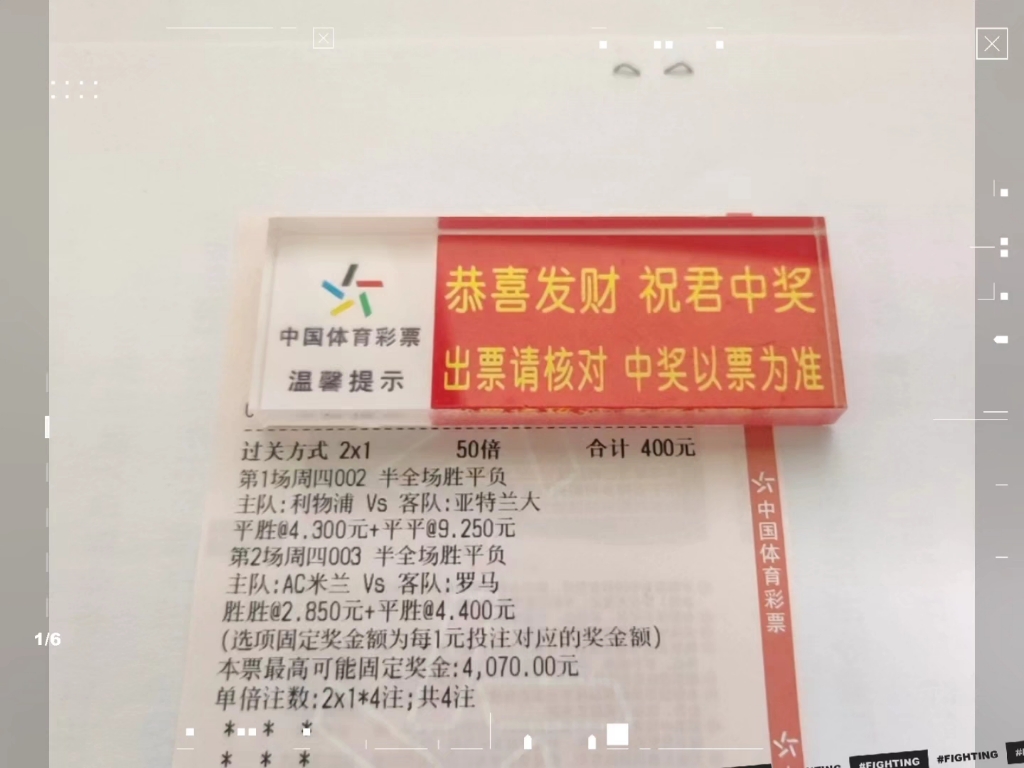 恭喜发财 祝君中奖
中国体育彩票
出票请核对 中奖以票为准
温馨提示
过关方式 2x1 50倍 合计 400元
第1场周四002 半全场胜平负
主队:利物浦 Vs 客队:亚特兰大
平胜@4.300元+平平@9.250元
第2场周四003 半全场胜平负
主队:AC米兰 Vs 客队:罗马
胜胜@2.850元+平胜@4.400元
(选项固定奖金额为每1元投注对应的奖金额)
本票最高可能固定奖金:4,070.00元
单倍注数:2x1*4注;共4注
* * *
* * *
中国体育彩票
1/6
#FIGHTING
#FIGHTING